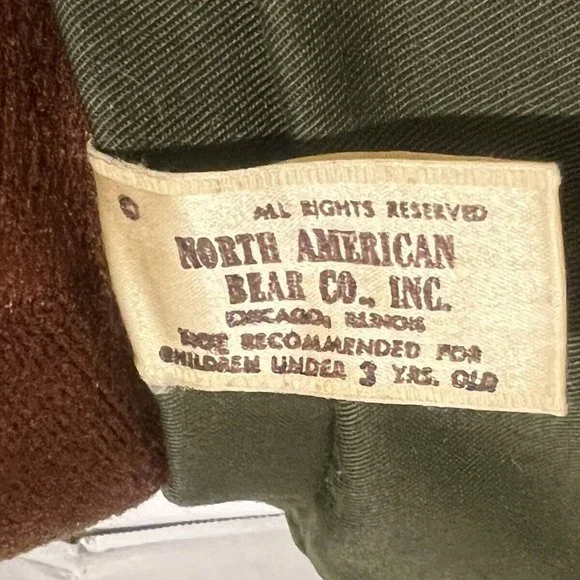 ALL RIGHTS RESERVED
NORTH AMERICAN
BEAR CO., INC.
CHICAGO, ILLINOIS
NOT RECOMMENDED FOR
CHILDREN UNDER 3 YRS. OLD